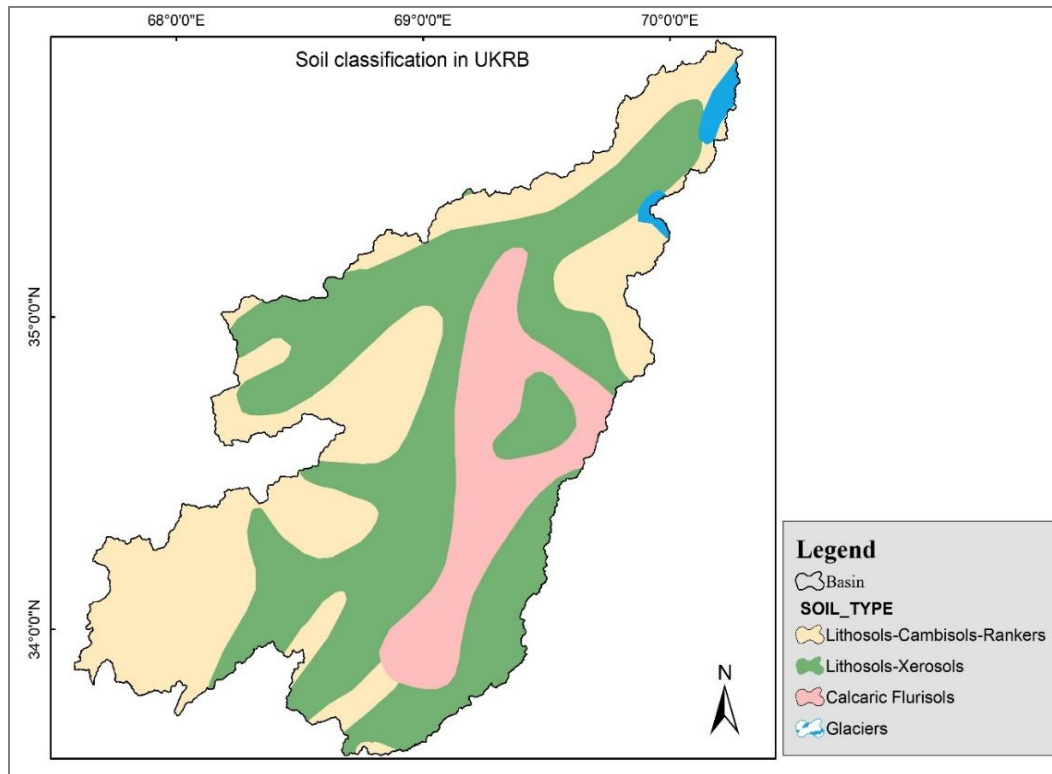 68°0'0"E
69°0'0"E
70°0'0"E
Soil classification in UKRB
35°0'0"N
34°0'0"N
Legend
Basin
SOIL_TYPE
Lithosols-Cambisols-Rankers
Lithosols-Xerosols
Calcaric Flurisols
Glaciers
N